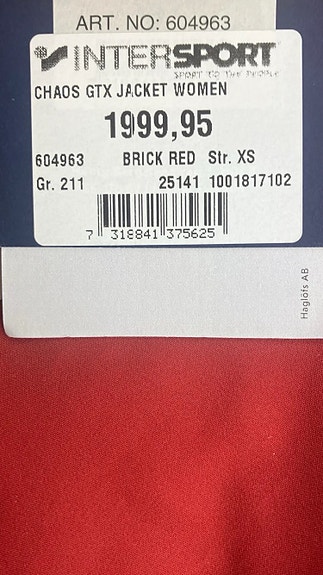 ART. NO: 604963
INTERSPORT
SPORT TO THE PEOPLE
CHAOS GTX JACKET WOMEN
1999,95
604963 BRICK RED Str. XS
Gr. 211 25141 1001817102
7 318841 375625
Haglöfs AB